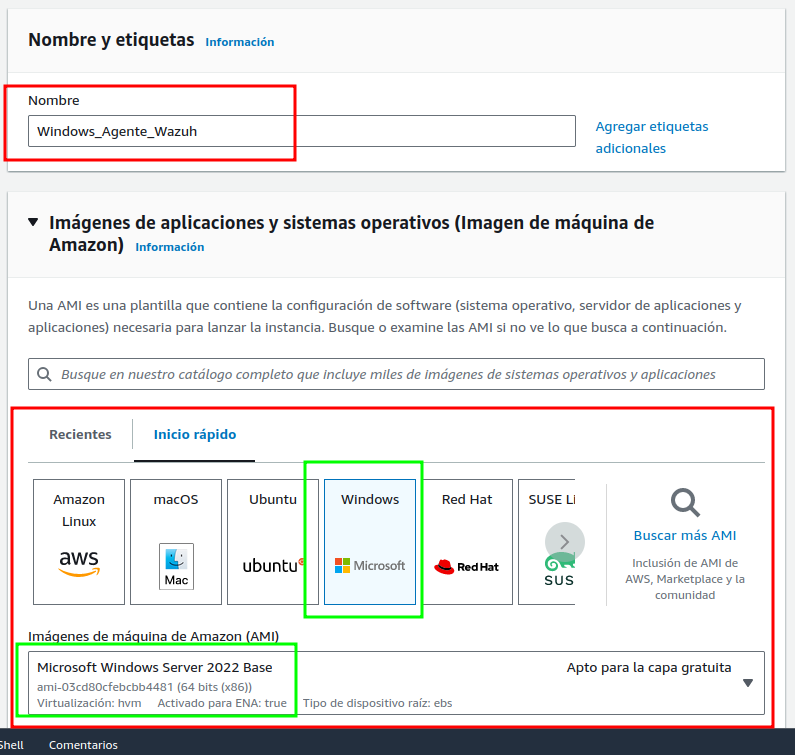 Nombre y etiquetas Información
Nombre
Windows_Agente_Wazuh
Agregar etiquetas
adicionales
Imágenes de aplicaciones y sistemas operativos (Imagen de máquina de
Amazon) Información
Una AMI es una plantilla que contiene la configuración de software (sistema operativo, servidor de aplicaciones y
aplicaciones) necesaria para lanzar la instancia. Busque o examine las AMI si no ve lo que busca a continuación.
Busque en nuestro catálogo completo que incluye miles de imágenes de sistemas operativos y aplicaciones
Recientes Inicio rápido
Amazon
Linux
aws
macOS
Mac
Ubuntu
ubuntu
Windows
Microsoft
Red Hat
Red Hat
SUSE Li
SUS
Buscar más AMI
Inclusión de AMI de
AWS, Marketplace y la
comunidad
Imágenes de máquina de Amazon (AMI)
Microsoft Windows Server 2022 Base Apto para la capa gratuita
ami-03cd80cfebcbb4481 (64 bits (x86))
Virtualización: hvm Activado para ENA: true Tipo de dispositivo raíz: ebs
Shell Comentarios